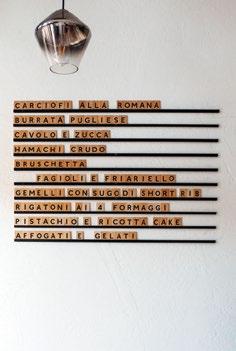 CARCIOFI ALLA ROMANA
BURRATA PUGLIESE
CAVOLO E ZUCCA
HAMACHI CRUDO
BRUSCHETTA
FAGIOLI E FRIARIELLO
GEMELLI CON SUGO DI SHORT RIB
RIGATONI AI 4 FORMAGGI
PISTACHIO E RICOTTA CAKE
AFFOGATI E GELATI